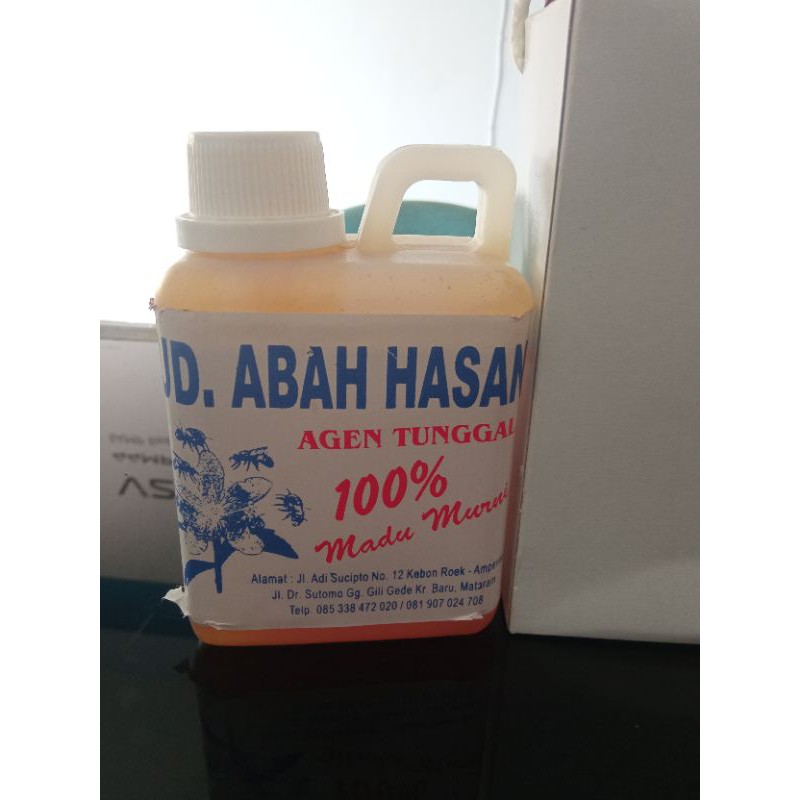 UD. ABAH HASAN
AGEN TUNGGAL
100%
Madu Murni
Alamat : Jl. Adi Sucipto No. 12 Kebon Roek -
Jl. Dr. Sutomo Gg. Gili Gede Kr. Baru, Mataram
Telp. 085 338 472 020 / 081 907 024 708